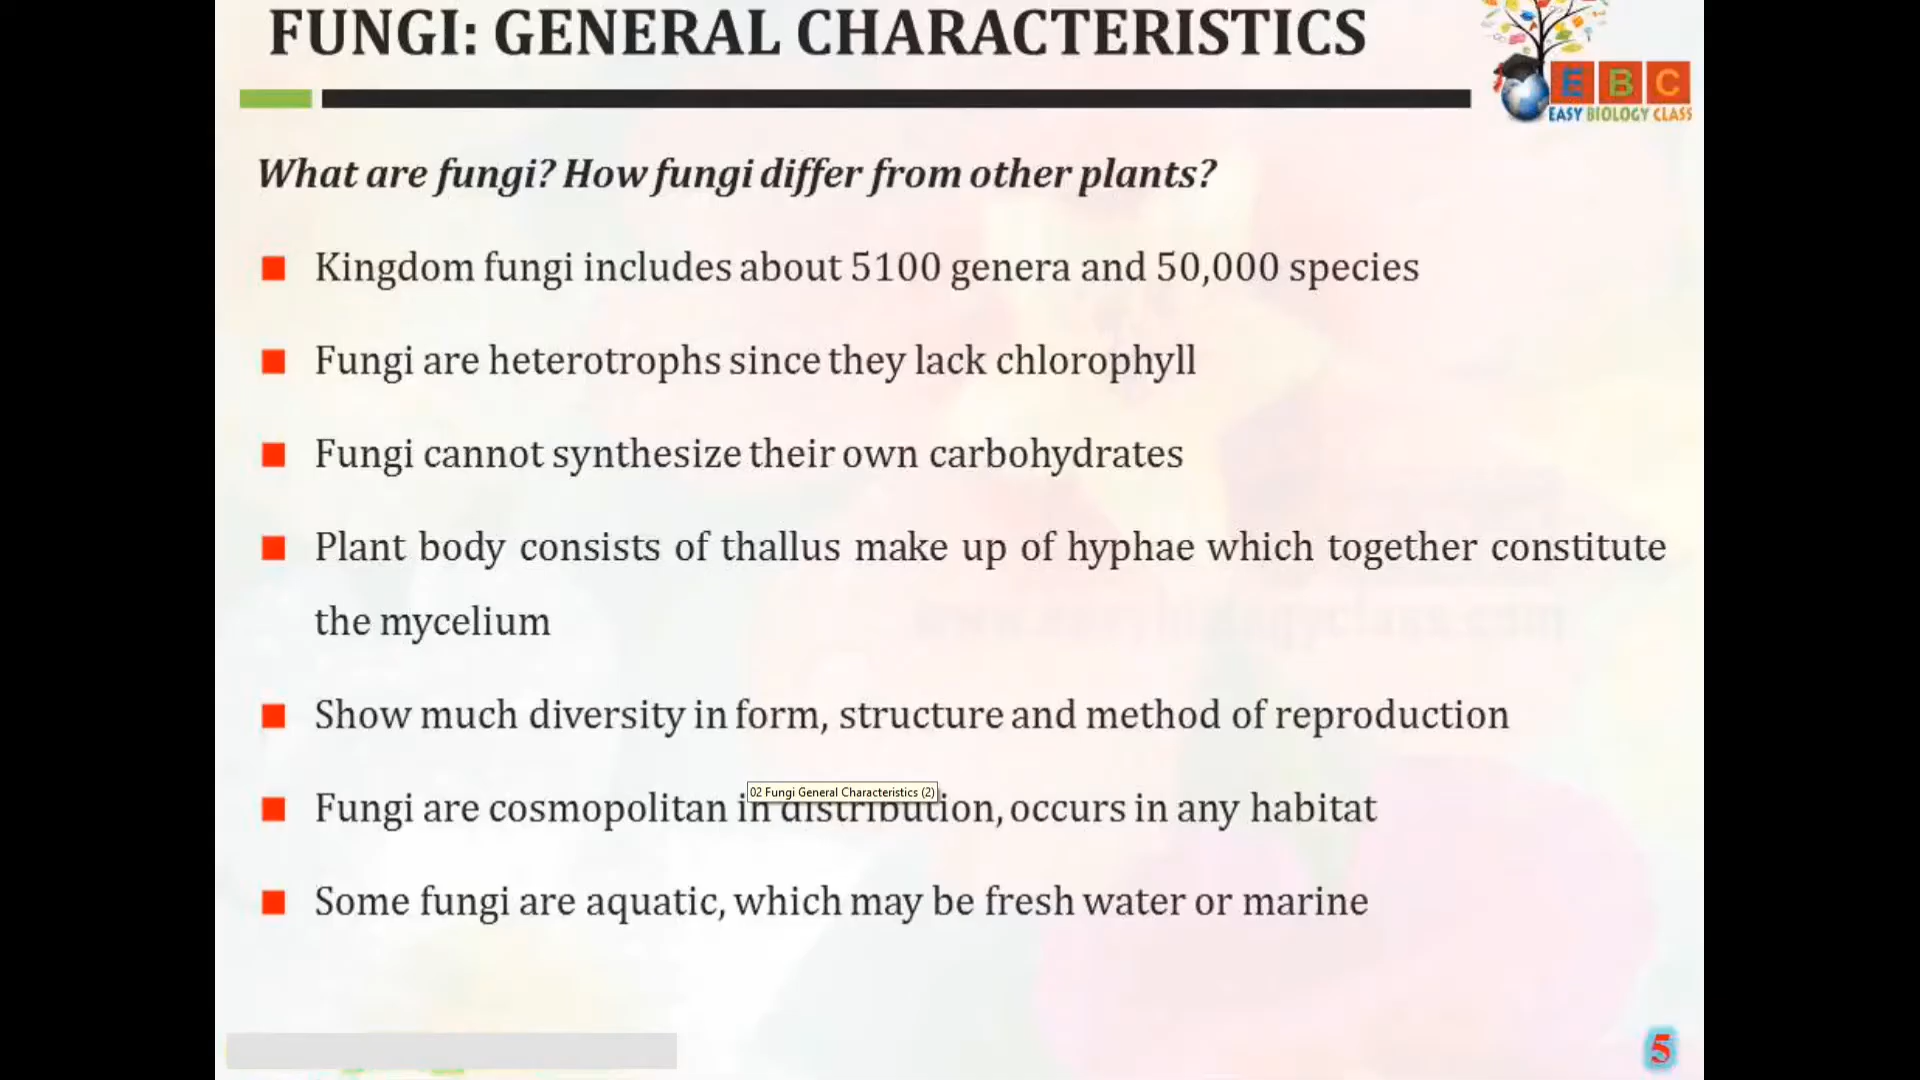 FUNGI: GENERAL CHARACTERISTICS
E B C
EASY BIOLOGY CLASS
What are fungi? How fungi differ from other plants?
Kingdom fungi includes about 5100 genera and 50,000 species
Fungi are heterotrophs since they lack chlorophyll
Fungi cannot synthesize their own carbohydrates
Plant body consists of thallus make up of hyphae which together constitute
the mycelium
www.easybiologyclass.com
Show much diversity in form, structure and method of reproduction
02 Fungi General Characteristics (2)
Fungi are cosmopolitan in distribution, occurs in any habitat
Some fungi are aquatic, which may be fresh water or marine
5